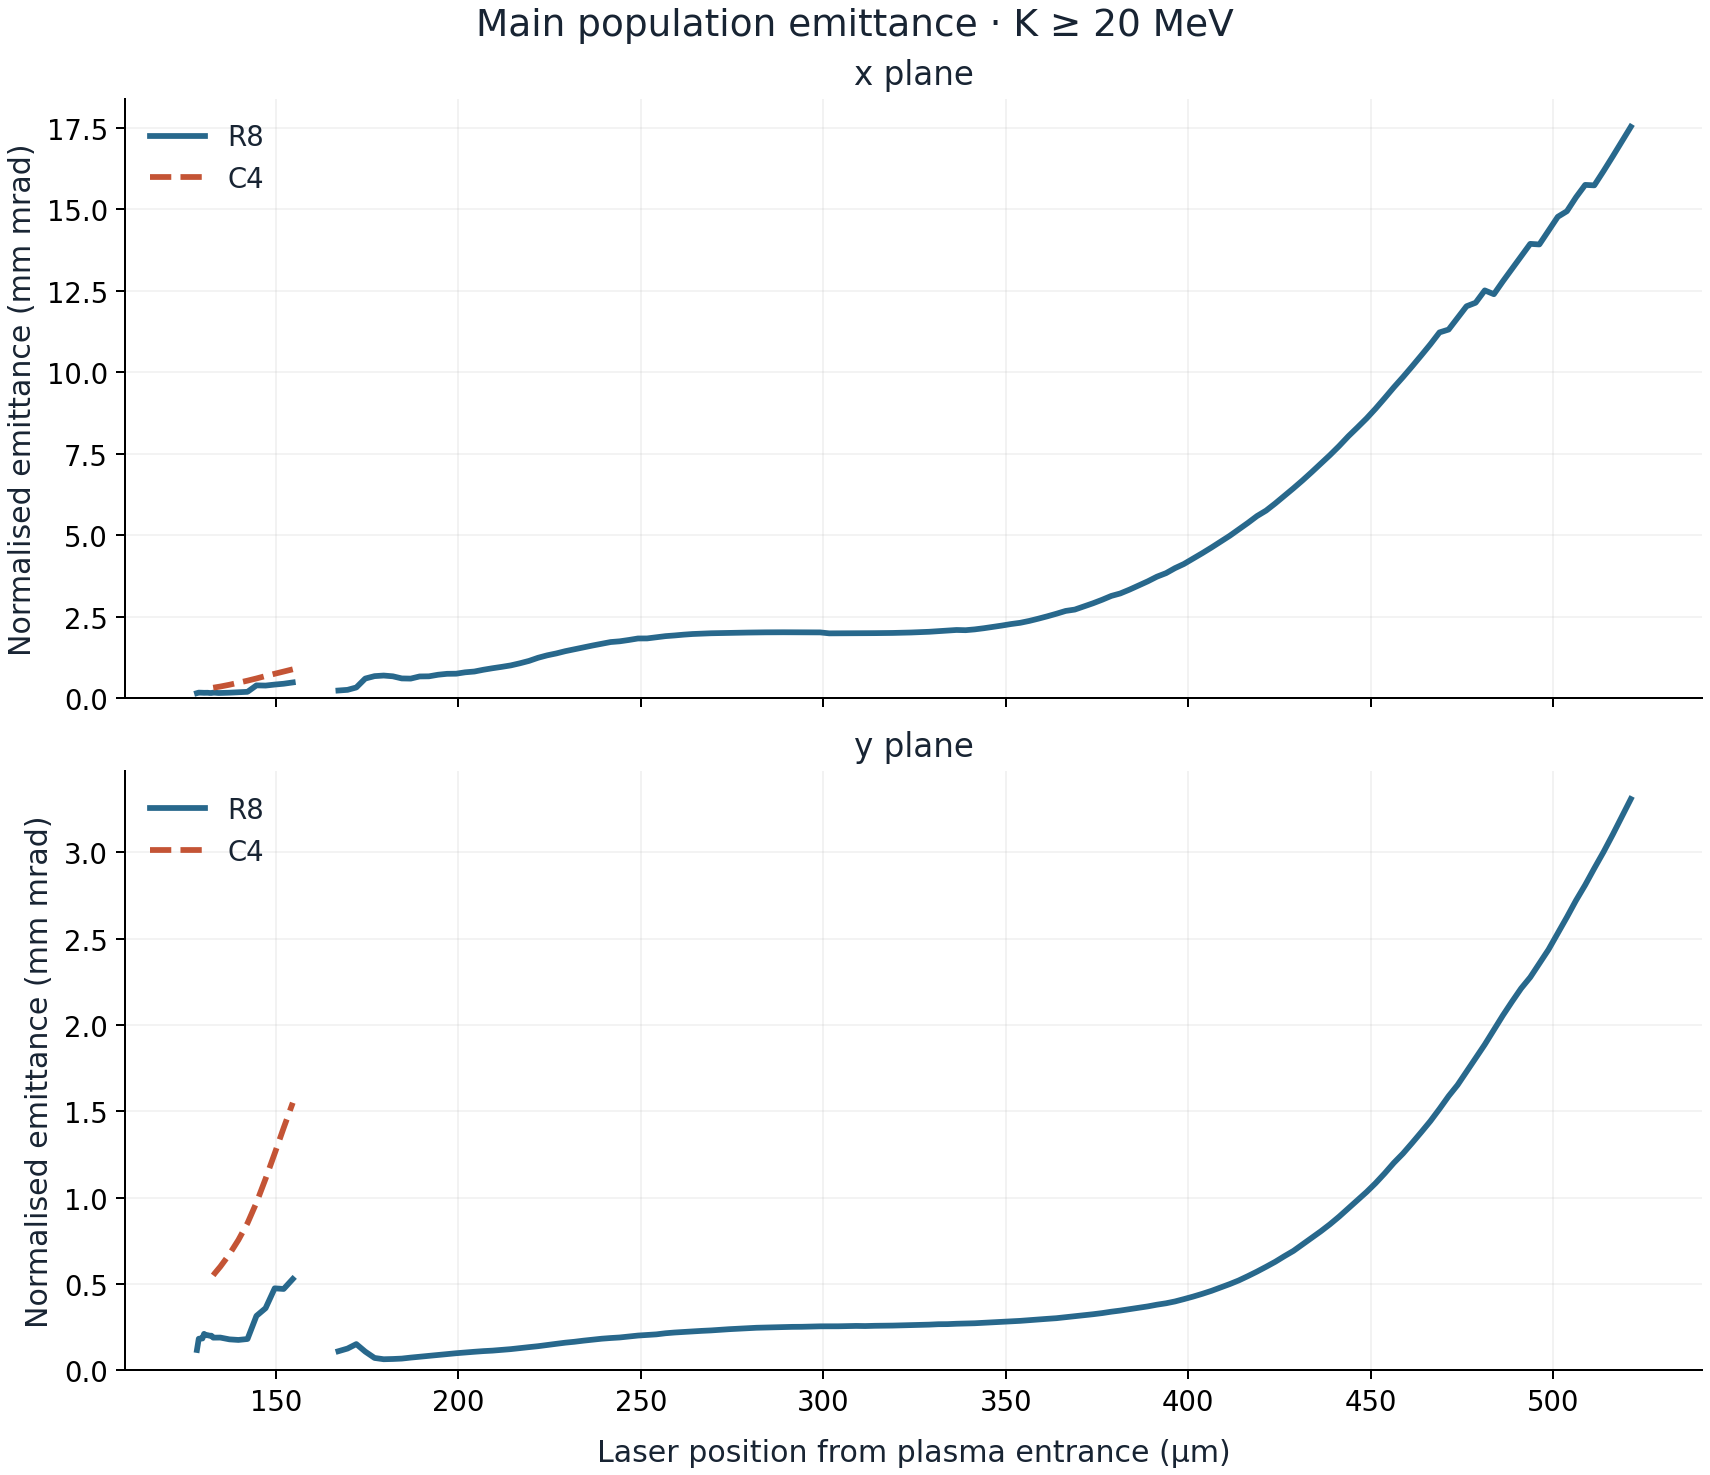 Main population emittance · K ≥ 20 MeV
x plane
Normalised emittance (mm mrad)
17.5
15.0
12.5
10.0
7.5
5.0
2.5
0.0
R8
C4
y plane
Normalised emittance (mm mrad)
3.0
2.5
2.0
1.5
1.0
0.5
0.0
R8
C4
150 200 250 300 350 400 450 500
Laser position from plasma entrance (µm)